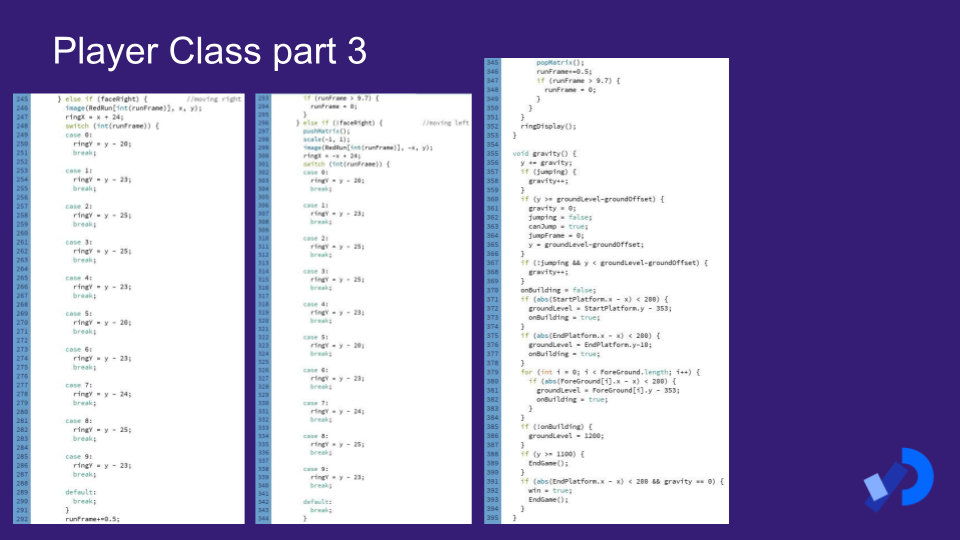 Player Class part 3
245 } else if (faceRight) { //moving right
246 image(RedRun[int(runFrame)], x, y);
247 ringX = x + 24;
248 switch (int(runFrame)) {
249 case 0:
250 ringY = y - 20;
251 break;
252
253 case 1:
254 ringY = y - 23;
255 break;
256
257 case 2:
258 ringY = y - 25;
259 break;
260
261 case 3:
262 ringY = y - 25;
263 break;
264
265 case 4:
266 ringY = y - 23;
267 break;
268
269 case 5:
270 ringY = y - 20;
271 break;
272
273 case 6:
274 ringY = y - 23;
275 break;
276
277 case 7:
278 ringY = y - 24;
279 break;
280
281 case 8:
282 ringY = y - 25;
283 break;
284
285 case 9:
286 ringY = y - 23;
287 break;
288
289 default:
290 break;
291 }
292 runFrame+=0.5;
293 if (runFrame > 9.7) {
294 runFrame = 0;
295 }
296 } else if (!faceRight) { //moving left
297 pushMatrix();
298 scale(-1, 1);
299 image(RedRun[int(runFrame)], -x, y);
300 ringX = -x + 24;
301 switch (int(runFrame)) {
302 case 0:
303 ringY = y - 20;
304 break;
305
306 case 1:
307 ringY = y - 23;
308 break;
309
310 case 2:
311 ringY = y - 25;
312 break;
313
314 case 3:
315 ringY = y - 25;
316 break;
317
318 case 4:
319 ringY = y - 23;
320 break;
321
322 case 5:
323 ringY = y - 20;
324 break;
325
326 case 6:
327 ringY = y - 23;
328 break;
329
330 case 7:
331 ringY = y - 24;
332 break;
333
334 case 8:
335 ringY = y - 25;
336 break;
337
338 case 9:
339 ringY = y - 23;
340 break;
341
342 default:
343 break;
344 }
345 popMatrix();
346 runFrame+=0.5;
347 if (runFrame > 9.7) {
348 runFrame = 0;
349 }
350 }
351 }
352 ringDisplay();
353 }
354
355 void gravity() {
356 y += gravity;
357 if (jumping) {
358 gravity++;
359 }
360 if (y >= groundLevel-groundOffset) {
361 gravity = 0;
362 jumping = false;
363 canJump = true;
364 jumpFrame = 0;
365 y = groundLevel-groundOffset;
366 }
367 if (!jumping && y < groundLevel-groundOffset) {
368 gravity++;
369 }
370 onBuilding = false;
371 if (abs(StartPlatform.x - x) < 200) {
372 groundLevel = StartPlatform.y - 353;
373 onBuilding = true;
374 }
375 if (abs(EndPlatform.x - x) < 200) {
376 groundLevel = EndPlatform.y-10;
377 onBuilding = true;
378 }
379 for (int i = 0; i < ForeGround.length; i++) {
380 if (abs(ForeGround[i].x - x) < 200) {
381 groundLevel = ForeGround[i].y - 353;
382 onBuilding = true;
383 }
384 }
385 if (!onBuilding) {
386 groundLevel = 1200;
387 }
388 if (y >= 1100) {
389 EndGame();
390 }
391 if (abs(EndPlatform.x - x) < 200 && gravity == 0) {
392 win = true;
393 EndGame();
394 }
395 }